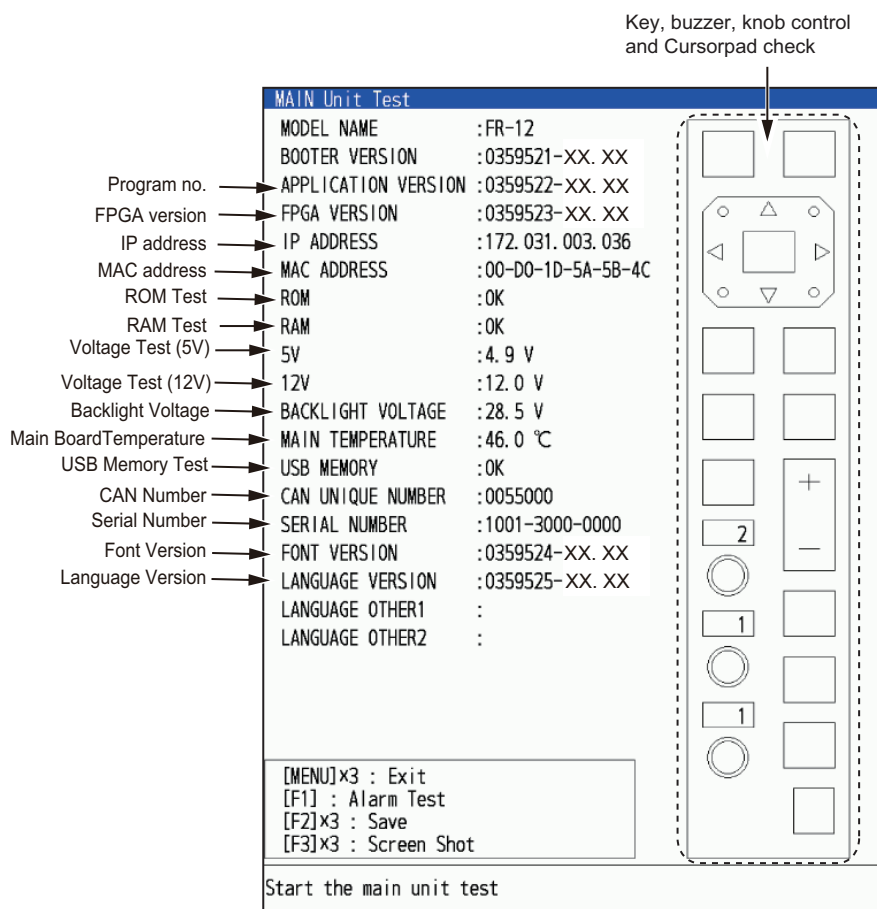 Key, buzzer, knob control
and Cursorpad check
MAIN Unit Test
MODEL NAME :FR-12
BOOTER VERSION :0359521-XX. XX
Program no. APPLICATION VERSION :0359522-XX. XX
FPGA version FPGA VERSION :0359523-XX. XX
IP address IP ADDRESS :172. 031. 003. 036
MAC address MAC ADDRESS :00-D0-1D-5A-5B-4C
ROM Test ROM :OK
RAM Test RAM :OK
Voltage Test (5V) 5V :4. 9 V
Voltage Test (12V) 12V :12. 0 V
Backlight Voltage BACKLIGHT VOLTAGE :28. 5 V
Main BoardTemperature MAIN TEMPERATURE :46. 0 ℃
USB Memory Test USB MEMORY :OK
CAN Number CAN UNIQUE NUMBER :0055000
Serial Number SERIAL NUMBER :1001-3000-0000
Font Version FONT VERSION :0359524-XX. XX
Language Version LANGUAGE VERSION :0359525-XX. XX
LANGUAGE OTHER1 :
LANGUAGE OTHER2 :
+
2
—
1
1
[MENU]×3 : Exit
[F1] : Alarm Test
[F2]×3 : Save
[F3]×3 : Screen Shot
Start the main unit test